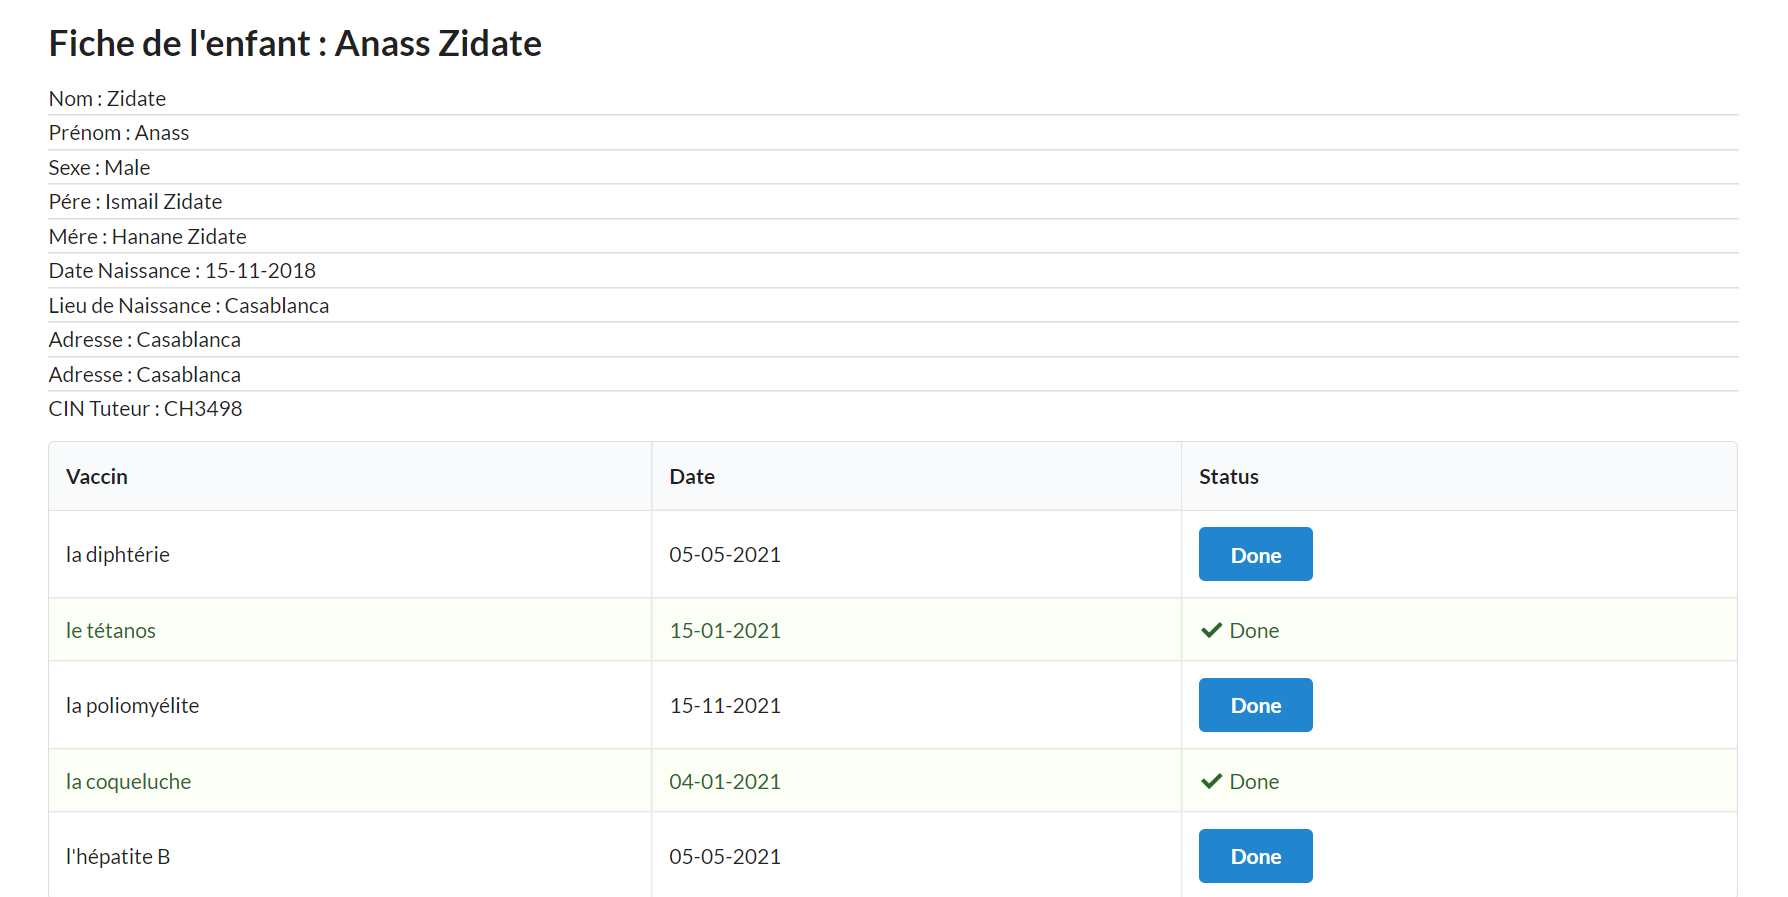 Fiche de l'enfant : Anass Zidate
Nom : Zidate
Prénom : Anass
Sexe : Male
Pére : Ismail Zidate
Mére : Hanane Zidate
Date Naissance : 15-11-2018
Lieu de Naissance : Casablanca
Adresse : Casablanca
Adresse : Casablanca
CIN Tuteur : CH3498
Vaccin Date Status
la diphtérie 05-05-2021 Done
le tétanos 15-01-2021 Done
la poliomyélite 15-11-2021 Done
la coqueluche 04-01-2021 Done
l'hépatite B 05-05-2021 Done